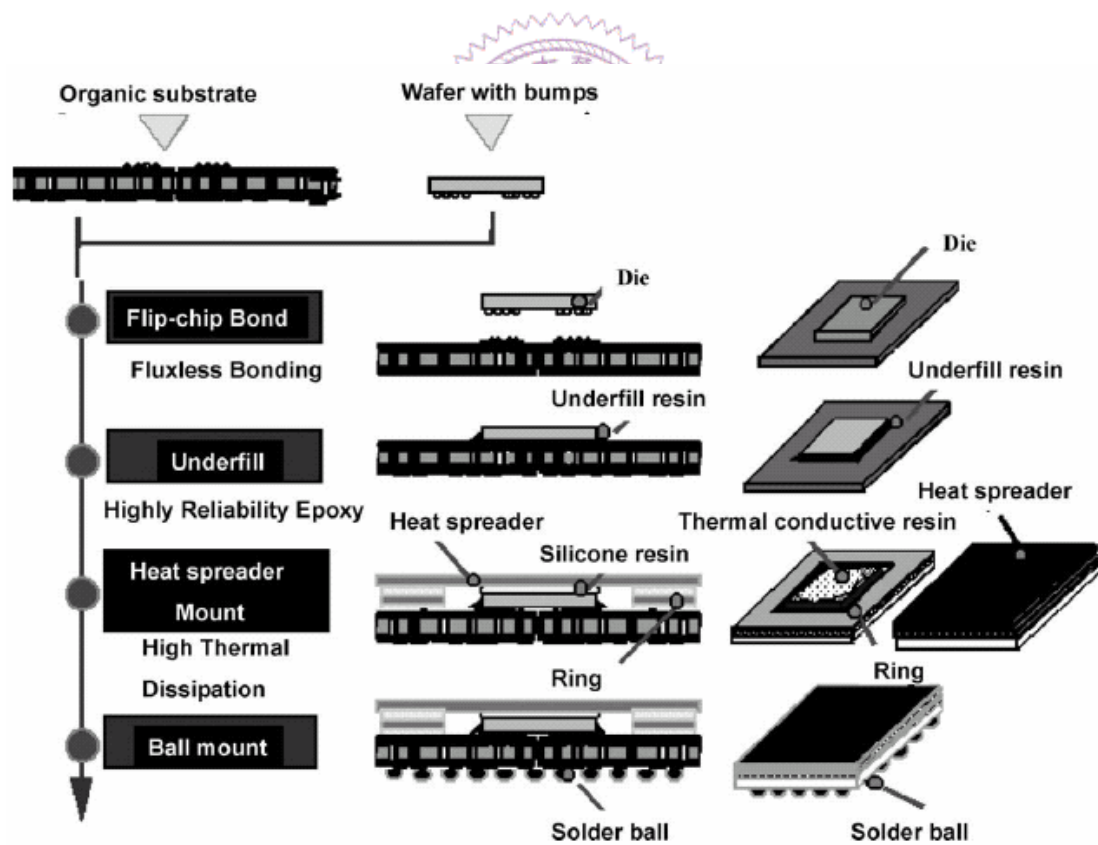 Organic substrate
Wafer with bumps
Die
Die
Flip-chip Bond
Fluxless Bonding
Underfill resin
Underfill resin
Underfill
Highly Reliability Epoxy
Heat spreader
Heat spreader
Thermal conductive resin
Silicone resin
Heat spreader
Mount
High Thermal
Dissipation
Ring
Ring
Ball mount
Solder ball
Solder ball